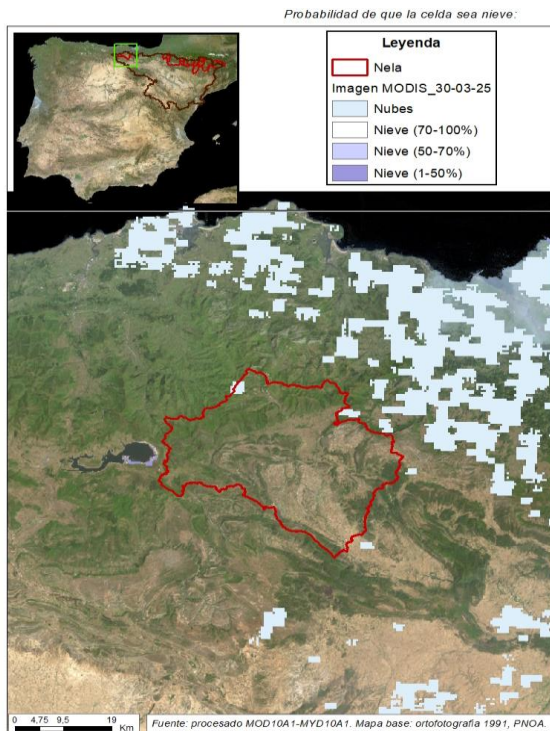 Probabilidad de que la celda sea nieve:
Leyenda
Nela
Imagen MODIS_30-03-25
Nubes
Nieve (70-100%)
Nieve (50-70%)
Nieve (1-50%)
0 4,75 9,5 19
Km
Fuente: procesado MOD10A1-MYD10A1. Mapa base: ortofotografia 1991, PNOA.